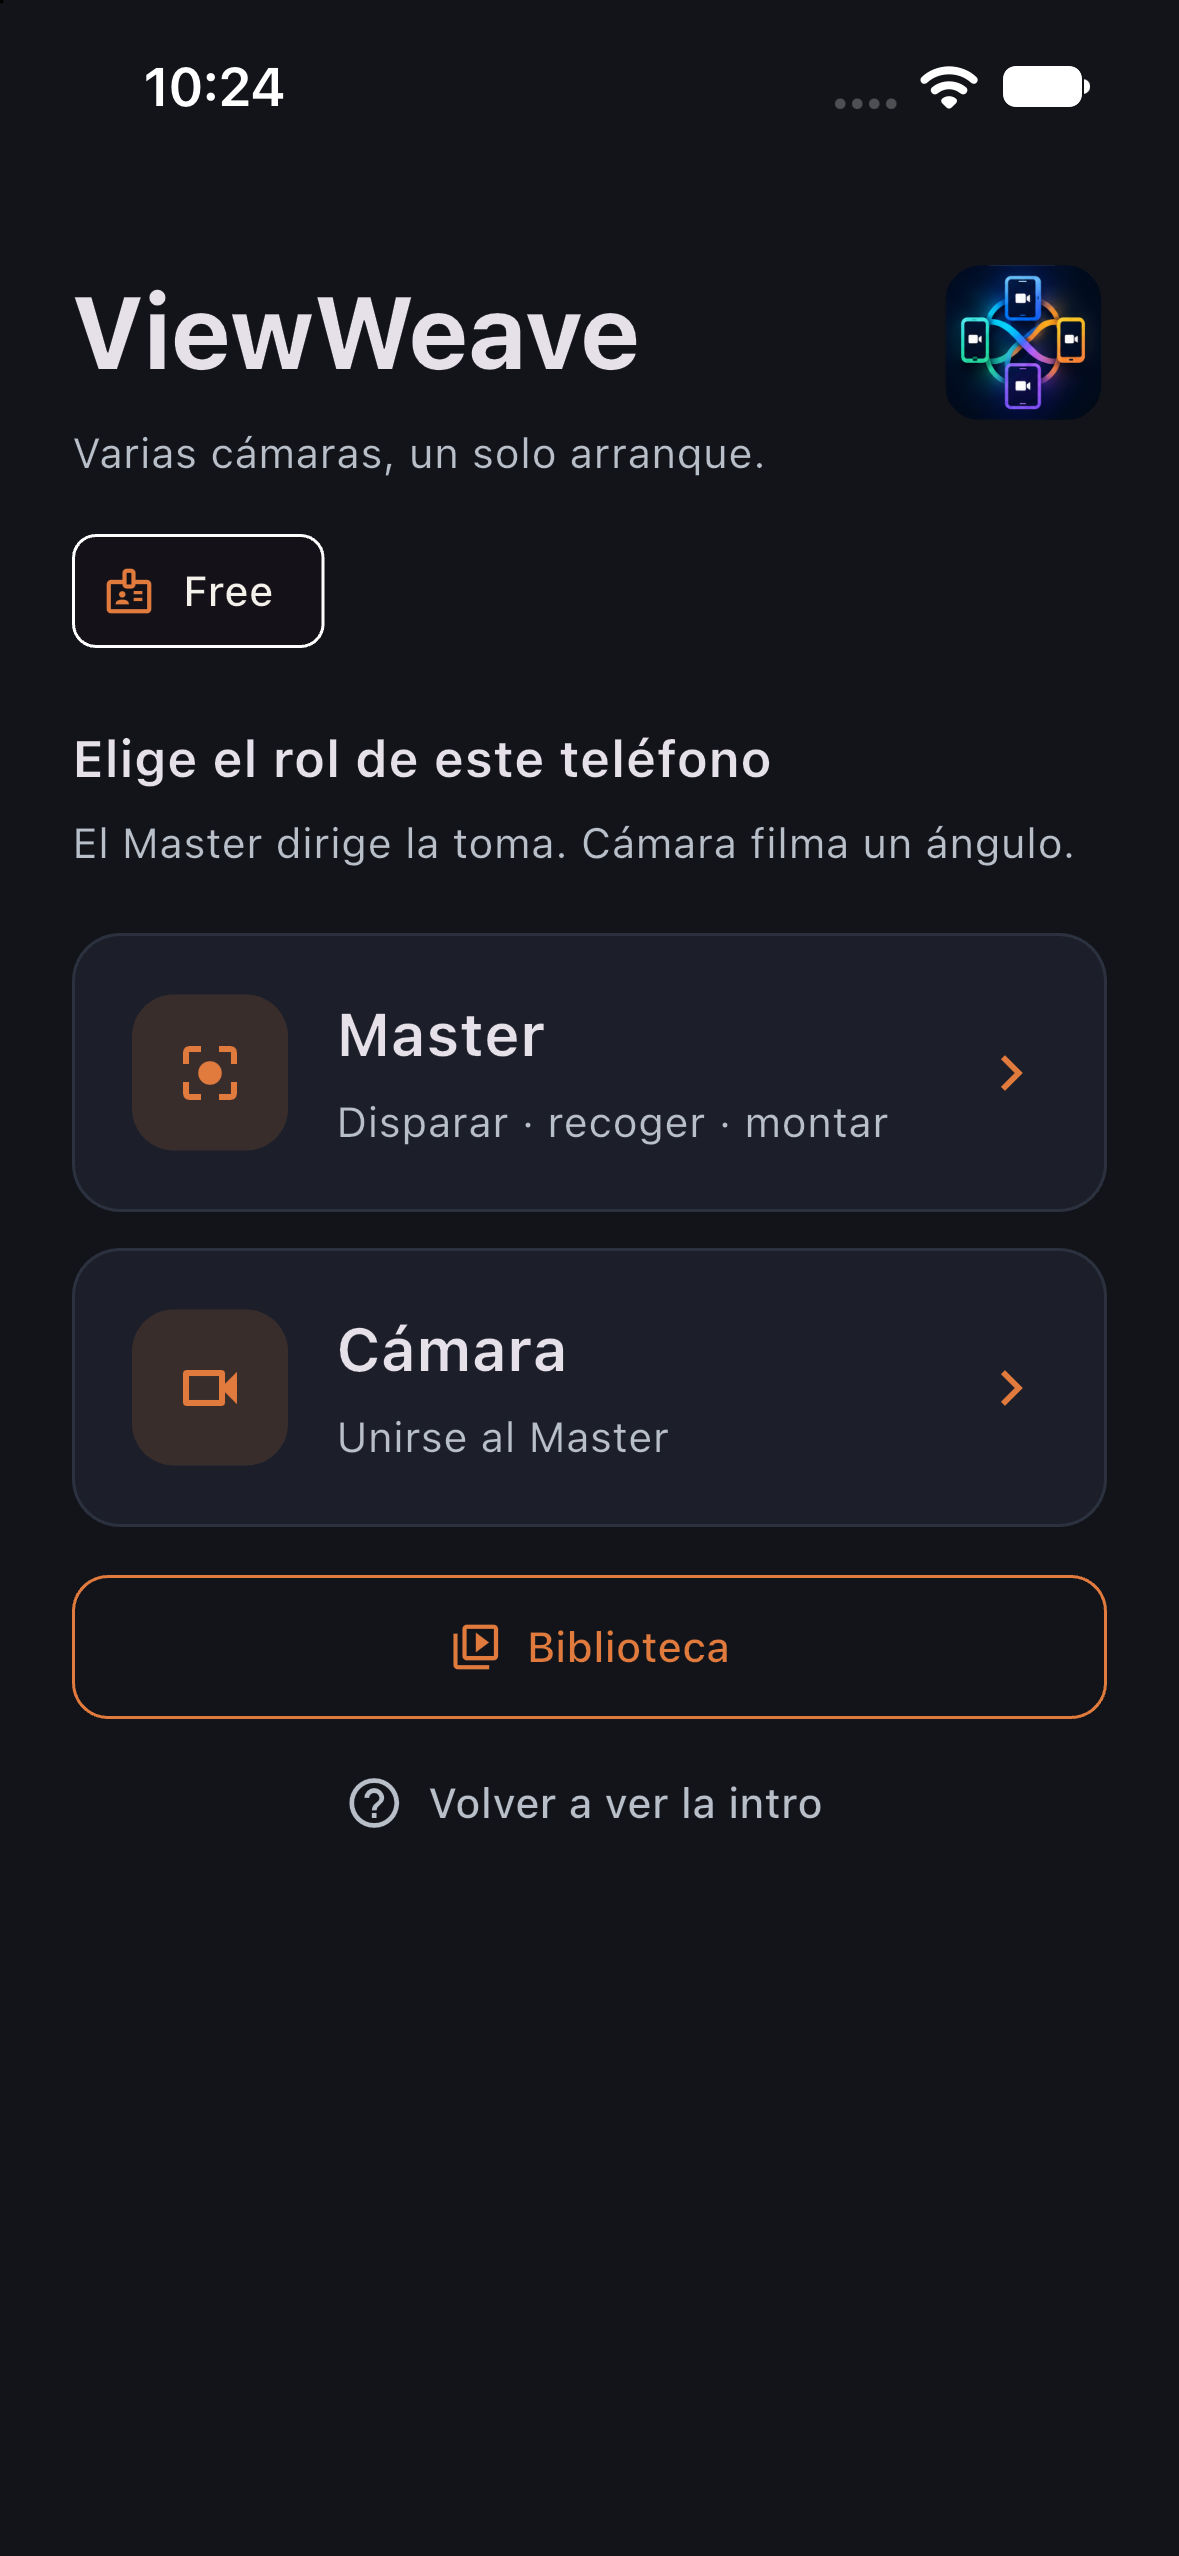 10:24
ViewWeave
Varias cámaras, un solo arranque.
Free
Elige el rol de este teléfono
El Master dirige la toma. Cámara filma un ángulo.
Master
Disparar · recoger · montar
Cámara
Unirse al Master
Biblioteca
Volver a ver la intro